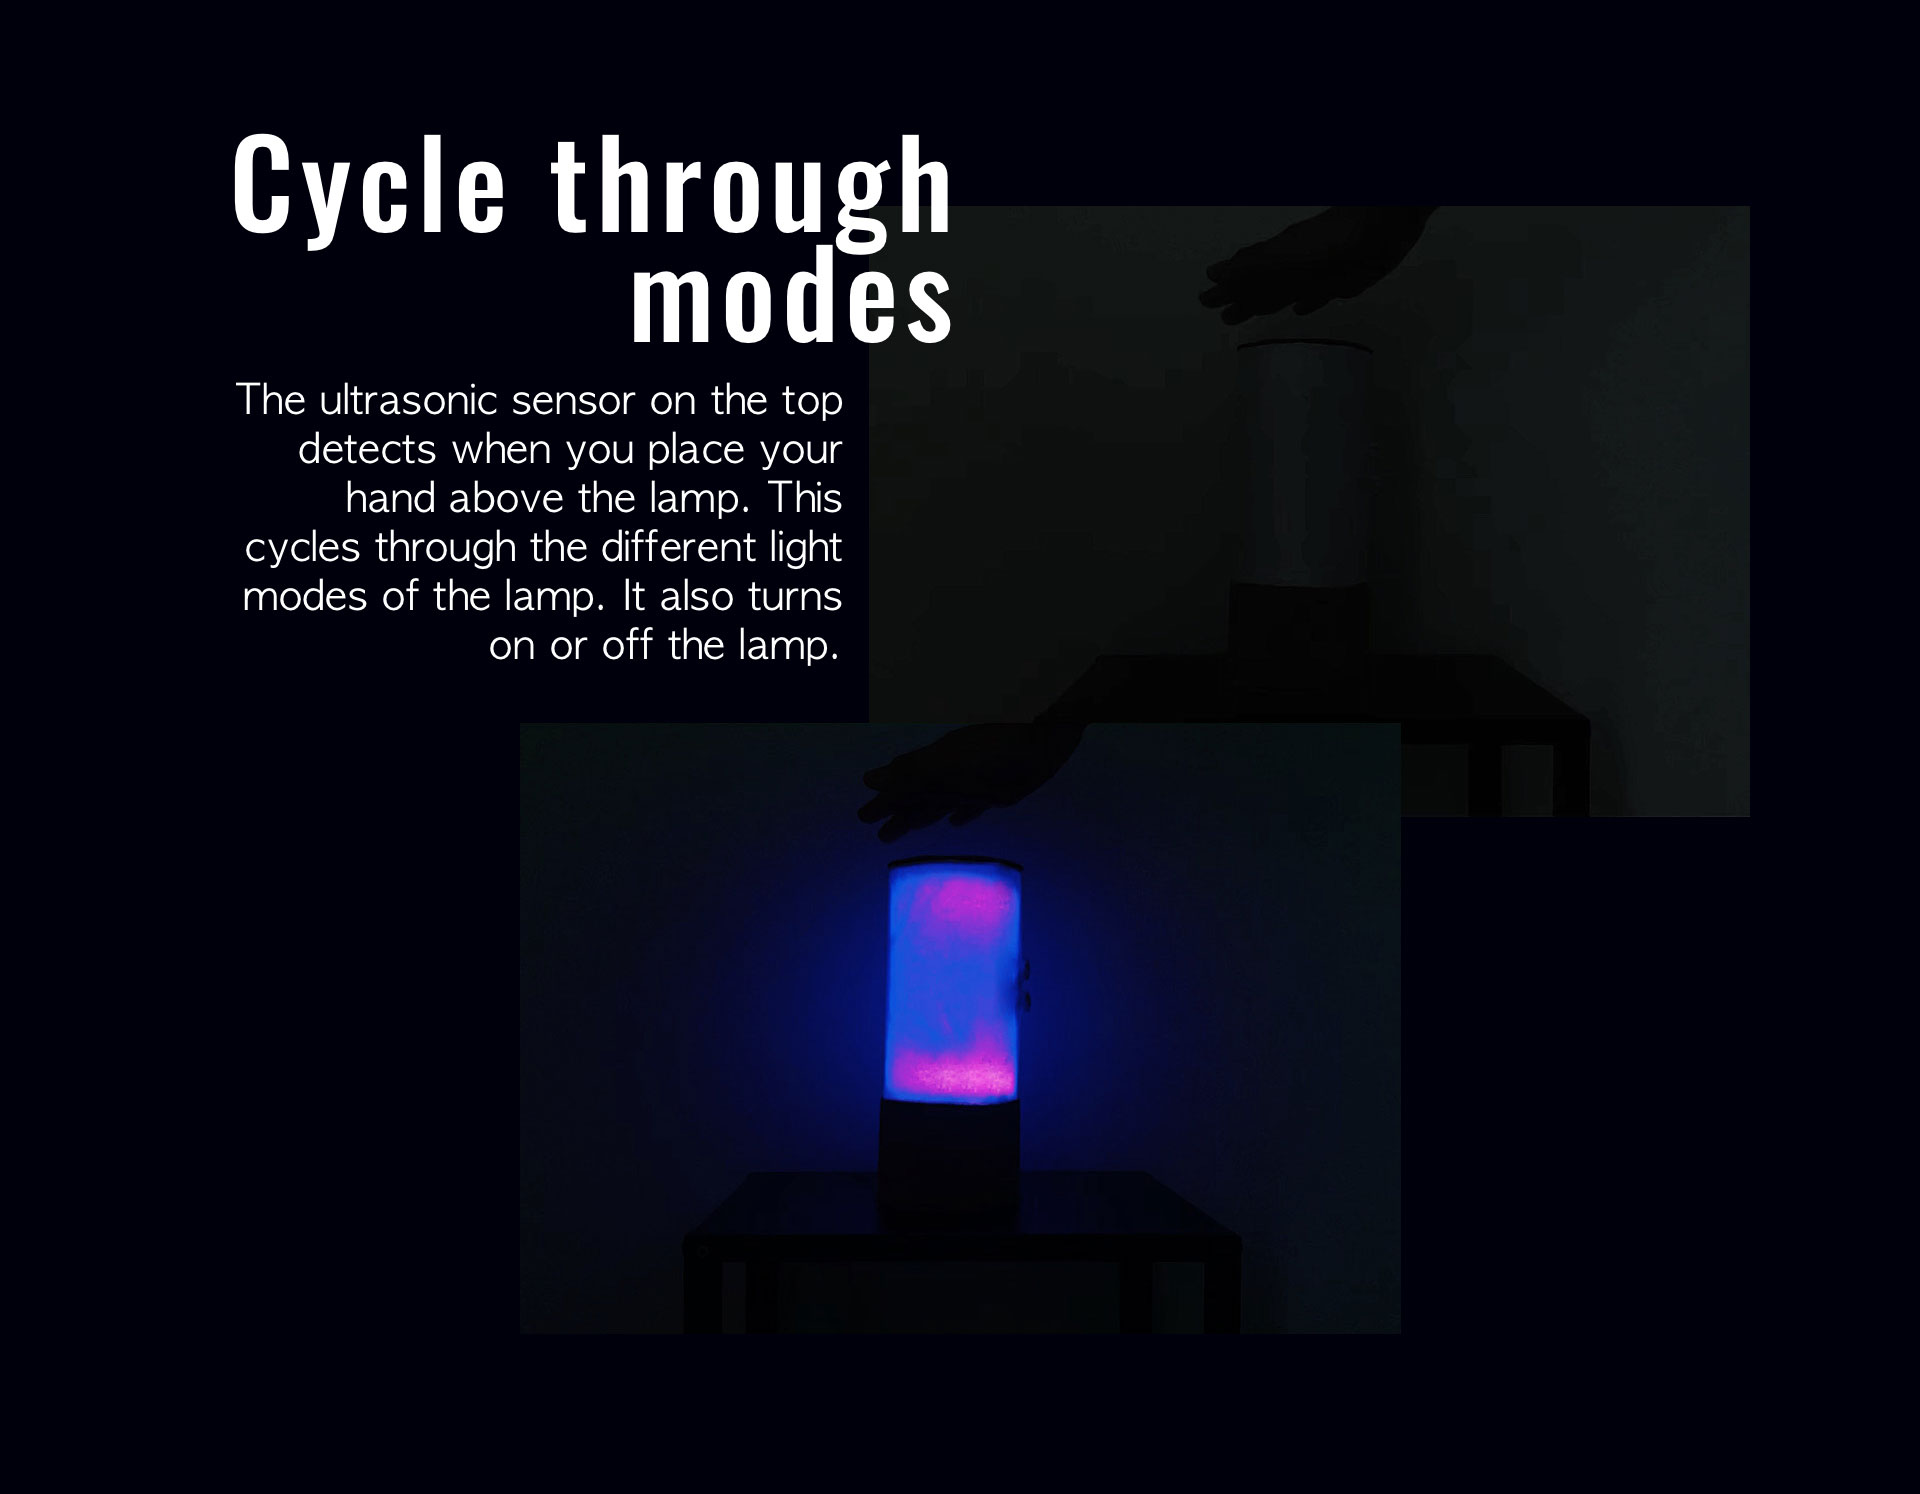 Cycle through
modes
The ultrasonic sensor on the top
detects when you place your
hand above the lamp. This
cycles through the different light
modes of the lamp. It also turns
on or off the lamp.